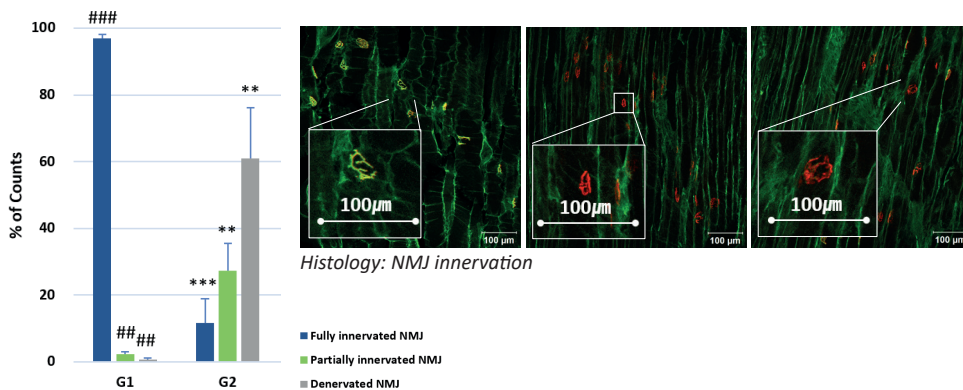 % of Counts
100
80
60
40
20
0
###
##
##
***
**
**
G1
G2
100µm
100 µm
100µm
100 µm
100µm
100 µm
Histology: NMJ innervation
Fully innervated NMJ
Partially innervated NMJ
Denervated NMJ